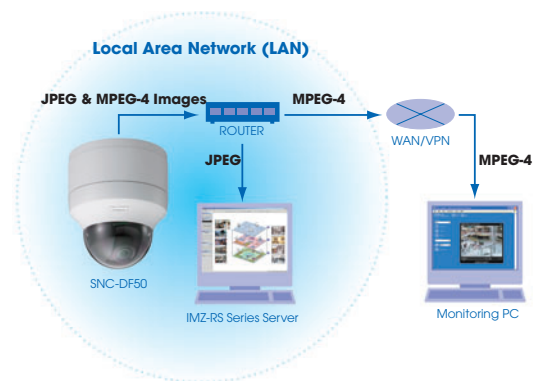 Local Area Network (LAN)
JPEG & MPEG-4 Images
MPEG-4
ROUTER
WAN/VPN
JPEG
MPEG-4
SNC-DF50
IMZ-RS Series Server
Monitoring PC